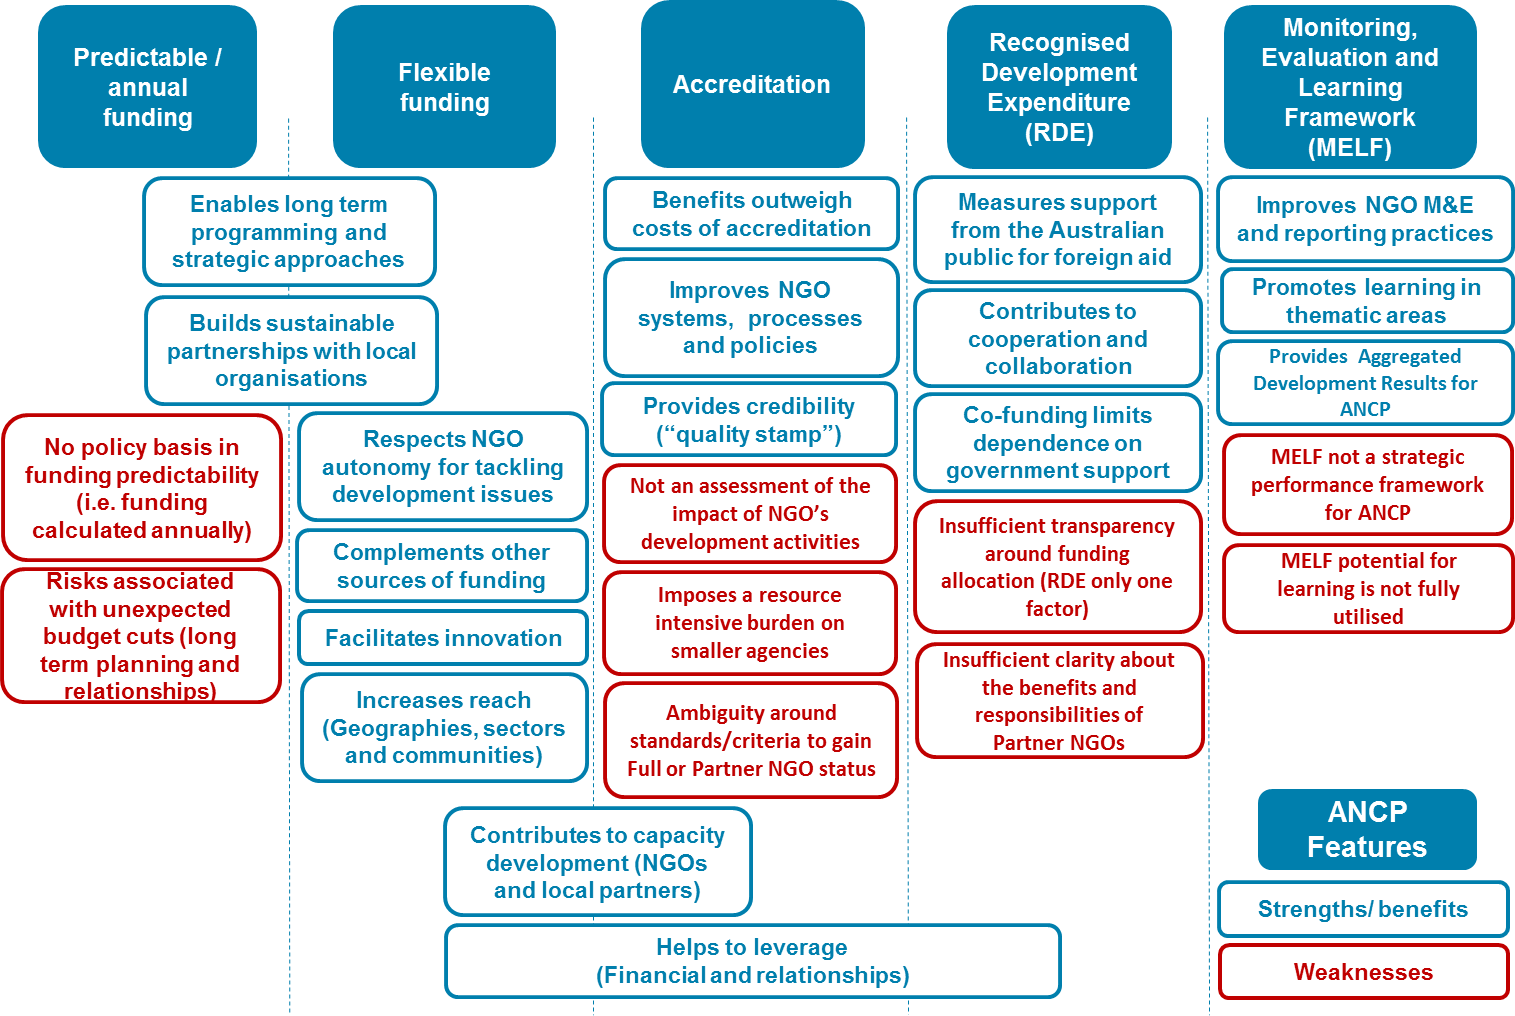 Predictable /
annual
funding
Flexible
funding
Accreditation
Recognised
Development
Expenditure
(RDE)
Monitoring,
Evaluation and
Learning
Framework
(MELF)
Enables long term
programming and
strategic approaches
Builds sustainable
partnerships with local
organisations
No policy basis in
funding predictability
(i.e. funding
calculated annually)
Risks associated
with unexpected
budget cuts (long
term planning and
relationships)
Respects NGO
autonomy for tackling
development issues
Complements other
sources of funding
Facilitates innovation
Increases reach
(Geographies, sectors
and communities)
Benefits outweigh
costs of accreditation
Improves NGO
systems, processes
and policies
Provides credibility
(“quality stamp”)
Not an assessment of the
impact of NGO’s
development activities
Imposes a resource
intensive burden on
smaller agencies
Ambiguity around
standards/criteria to gain
Full or Partner NGO status
Measures support
from the Australian
public for foreign aid
Contributes to
cooperation and
collaboration
Co-funding limits
dependence on
government support
Insufficient transparency
around funding
allocation (RDE only one
factor)
Insufficient clarity about
the benefits and
responsibilities of
Partner NGOs
Improves NGO M&E
and reporting practices
Promotes learning in
thematic areas
Provides Aggregated
Development Results for
ANCP
MELF not a strategic
performance framework
for ANCP
MELF potential for
learning is not fully
utilised
Contributes to capacity
development (NGOs
and local partners)
Helps to leverage
(Financial and relationships)
ANCP
Features
Strengths/ benefits
Weaknesses